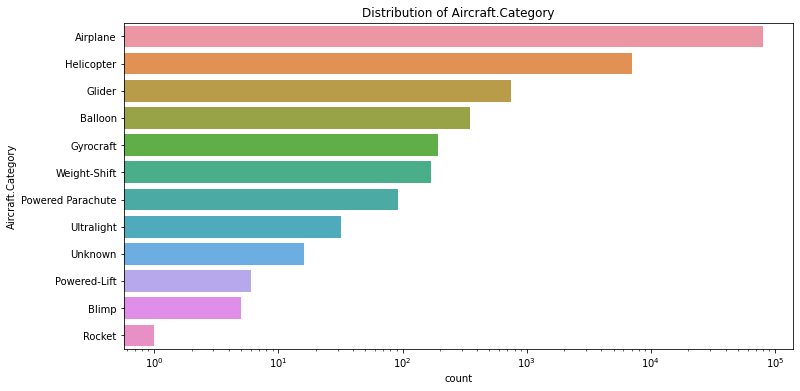 Distribution of Aircraft.Category
Aircraft.Category
Airplane
Helicopter
Glider
Balloon
Gyrocraft
Weight-Shift
Powered Parachute
Ultralight
Unknown
Powered-Lift
Blimp
Rocket
10⁰ 10¹ 10² 10³ 10⁴ 10⁵
count